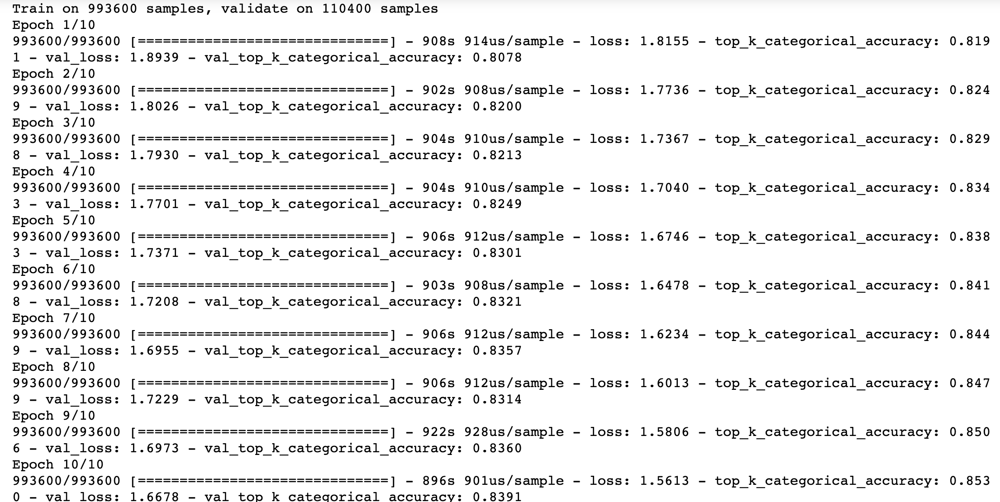 Train on 993600 samples, validate on 110400 samples
Epoch 1/10
993600/993600 [==============================] - 908s 914us/sample - loss: 1.8155 - top_k_categorical_accuracy: 0.819
1 - val_loss: 1.8939 - val_top_k_categorical_accuracy: 0.8078
Epoch 2/10
993600/993600 [==============================] - 902s 908us/sample - loss: 1.7736 - top_k_categorical_accuracy: 0.824
9 - val_loss: 1.8026 - val_top_k_categorical_accuracy: 0.8200
Epoch 3/10
993600/993600 [==============================] - 904s 910us/sample - loss: 1.7367 - top_k_categorical_accuracy: 0.829
8 - val_loss: 1.7930 - val_top_k_categorical_accuracy: 0.8213
Epoch 4/10
993600/993600 [==============================] - 904s 910us/sample - loss: 1.7040 - top_k_categorical_accuracy: 0.834
3 - val_loss: 1.7701 - val_top_k_categorical_accuracy: 0.8249
Epoch 5/10
993600/993600 [==============================] - 906s 912us/sample - loss: 1.6746 - top_k_categorical_accuracy: 0.838
3 - val_loss: 1.7371 - val_top_k_categorical_accuracy: 0.8301
Epoch 6/10
993600/993600 [==============================] - 903s 908us/sample - loss: 1.6478 - top_k_categorical_accuracy: 0.841
8 - val_loss: 1.7208 - val_top_k_categorical_accuracy: 0.8321
Epoch 7/10
993600/993600 [==============================] - 906s 912us/sample - loss: 1.6234 - top_k_categorical_accuracy: 0.844
9 - val_loss: 1.6955 - val_top_k_categorical_accuracy: 0.8357
Epoch 8/10
993600/993600 [==============================] - 906s 912us/sample - loss: 1.6013 - top_k_categorical_accuracy: 0.847
9 - val_loss: 1.7229 - val_top_k_categorical_accuracy: 0.8314
Epoch 9/10
993600/993600 [==============================] - 922s 928us/sample - loss: 1.5806 - top_k_categorical_accuracy: 0.850
6 - val_loss: 1.6973 - val_top_k_categorical_accuracy: 0.8360
Epoch 10/10
993600/993600 [==============================] - 896s 901us/sample - loss: 1.5613 - top_k_categorical_accuracy: 0.853
0 - val_loss: 1.6678 - val_top_k_categorical_accuracy: 0.8391